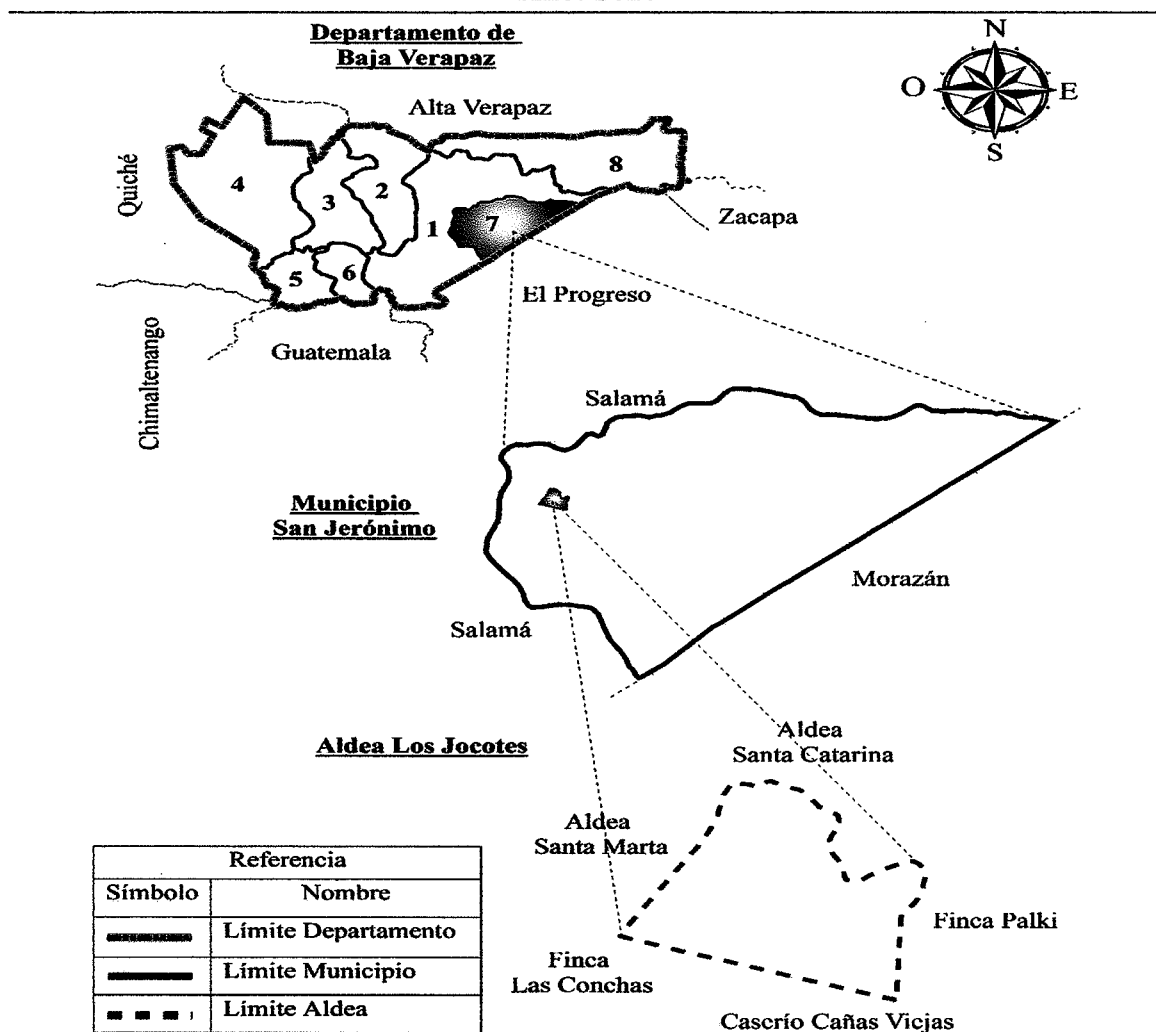 Departamento de
Baja Verapaz
N
O
E
S
Alta Verapaz
Quiché
4
3
2
8
1
7
Zacapa
5
6
El Progreso
Chimaltenango
Guatemala
Salamá
Municipio
San Jerónimo
Morazán
Salamá
Aldea Los Jocotes
Aldea
Santa Catarina
Aldea
Santa Marta
Finca Palki
Finca
Las Conchas
Caserío Cañas Viejas
Referencia
Símbolo Nombre
Límite Departamento
Límite Municipio
Límite Aldea